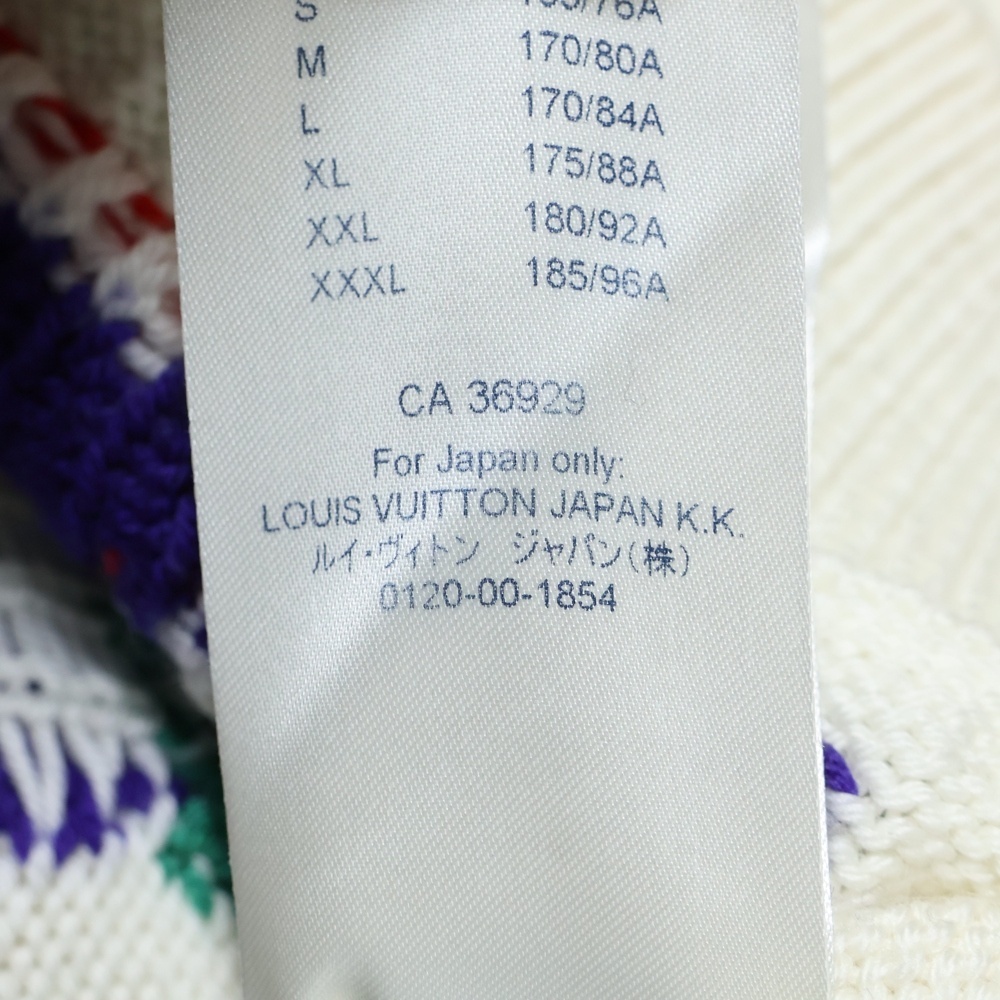 S
M 170/80A
L 170/84A
XL 175/88A
XXL 180/92A
XXXL 185/96A
CA 36929
For Japan only:
LOUIS VUITTON JAPAN K.K.
ルイ・ヴィトン ジャパン(株)
0120-00-1854